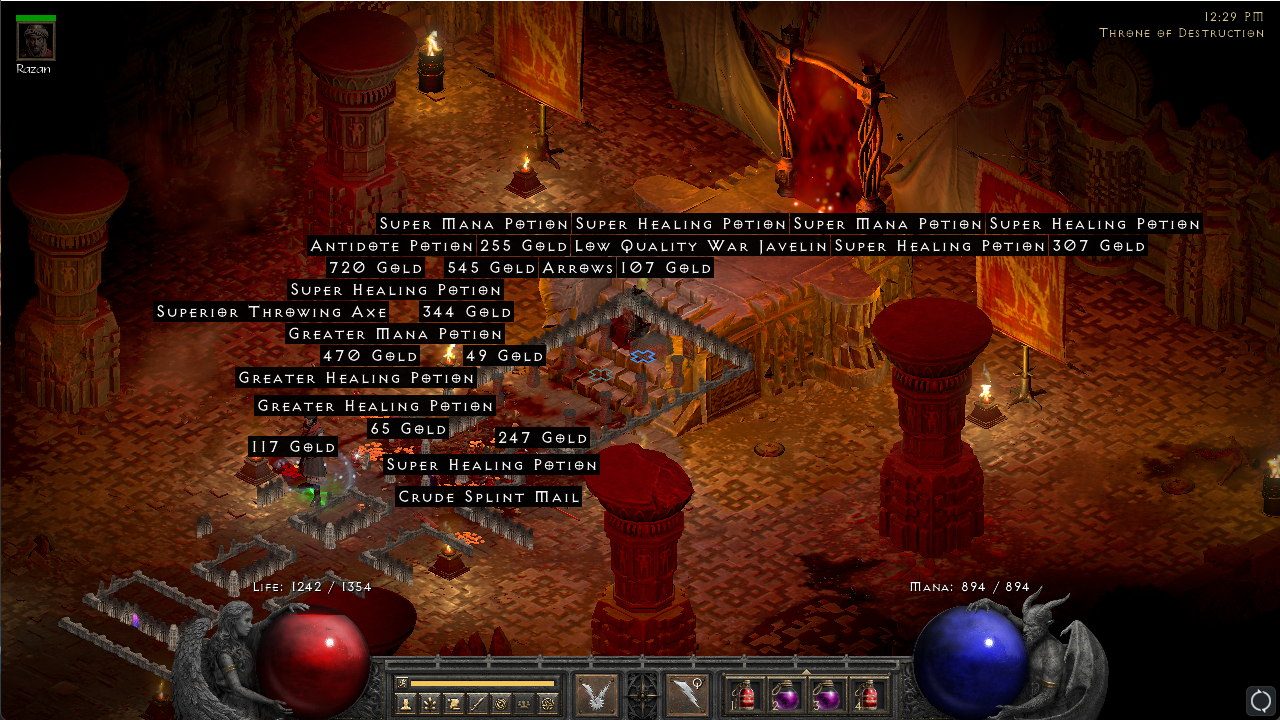 12:29 PM
Throne of Destruction
Razan
Super Mana Potion Super Healing Potion Super Mana Potion Super Healing Potion
Antidote Potion 255 Gold Low Quality War Javelin Super Healing Potion 307 Gold
720 Gold 545 Gold Arrows 107 Gold
Super Healing Potion
Superior Throwing Axe 344 Gold
Greater Mana Potion
470 Gold 49 Gold
Greater Healing Potion
Greater Healing Potion
65 Gold
247 Gold
117 Gold
Super Healing Potion
Crude Splint Mail
Life: 1242 / 1354
Mana: 894 / 894
1 2 3 4